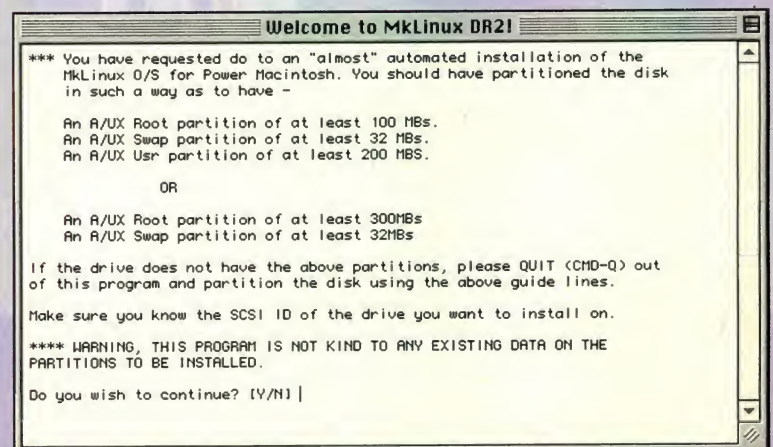 Welcome to MkLinux DR2!
*** You have requested do to an "almost" automated installation of the
MkLinux O/S for Power Macintosh. You should have partitioned the disk
in such a way as to have -
An A/UX Root partition of at least 100 MBs.
An A/UX Swap partition of at least 32 MBs.
An A/UX Usr partition of at least 200 MBS.
OR
An A/UX Root partition of at least 300MBs
An A/UX Swap partition of at least 32MBs
If the drive does not have the above partitions, please QUIT (CMD-Q) out
of this program and partition the disk using the above guide lines.
Make sure you know the SCSI ID of the drive you want to install on.
**** WARNING, THIS PROGRAM IS NOT KIND TO ANY EXISTING DATA ON THE
PARTITIONS TO BE INSTALLED.
Do you wish to continue? [Y/N]